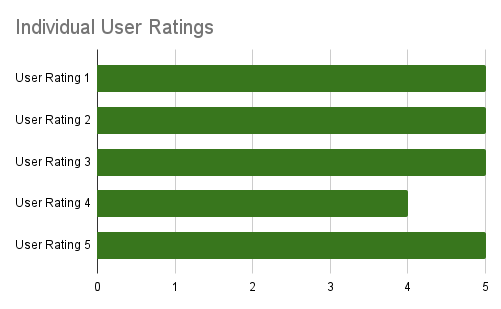 Individual User Ratings
User Rating 1
User Rating 2
User Rating 3
User Rating 4
User Rating 5
0 1 2 3 4 5